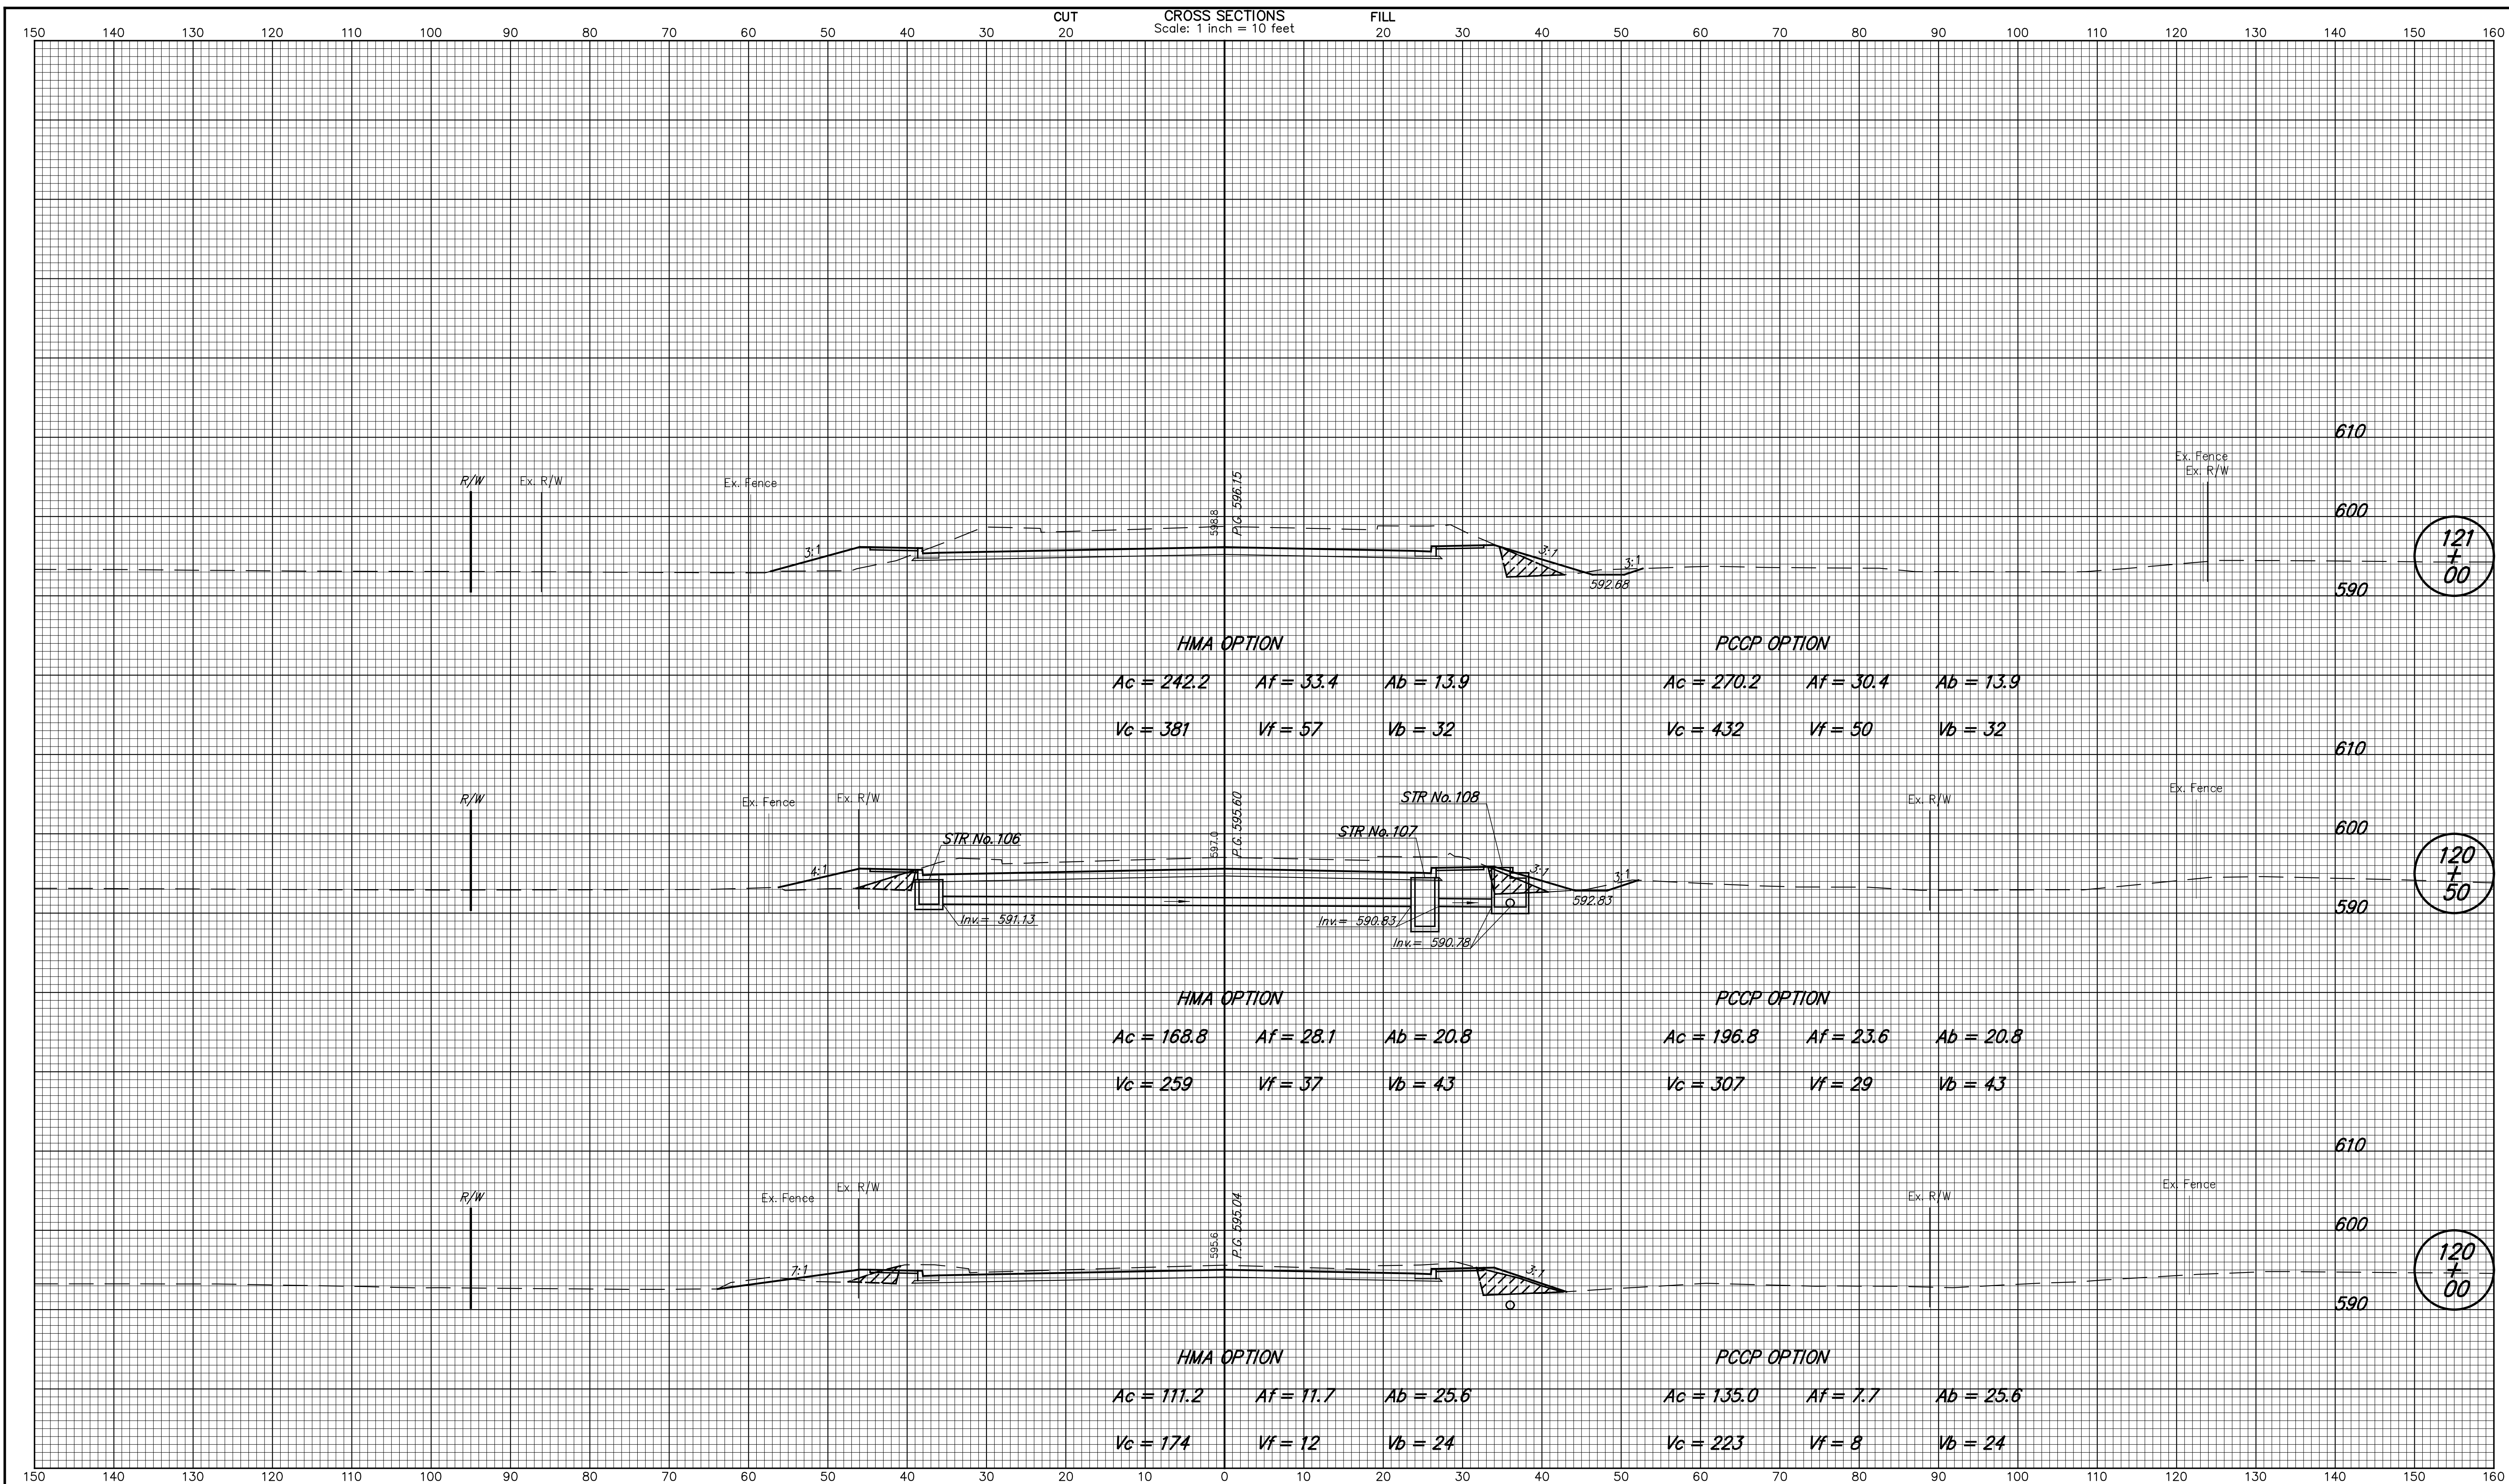 CUT CROSS SECTIONS FILL
Scale: 1 inch = 10 feet
150 140 130 120 110 100 90 80 70 60 50 40 30 20 20 30 40 50 60 70 80 90 100 110 120 130 140 150 160
610
Ex. Fence
R/W Ex. R/W Ex. Fence 598.8 P.G. 596.15 Ex. R/W
600
3:1 3:1 3:1 121
+
592.68 00
590
HMA OPTION PCCP OPTION
Ac = 242.2 Af = 33.4 Ab = 13.9 Ac = 270.2 Af = 30.4 Ab = 13.9
Vc = 381 Vf = 57 Vb = 32 Vc = 432 Vf = 50 Vb = 32
610
R/W Ex. Fence Ex. R/W 597.0 P.G. 595.60 STR No. 108 Ex. R/W Ex. Fence
STR No. 106 STR No. 107 600
4:1 3:1 3:1 120
+
592.83 50
Inv.= 591.13 Inv.= 590.83 590
Inv.= 590.78
HMA OPTION PCCP OPTION
Ac = 168.8 Af = 28.1 Ab = 20.8 Ac = 196.8 Af = 23.6 Ab = 20.8
Vc = 259 Vf = 37 Vb = 43 Vc = 307 Vf = 29 Vb = 43
610
R/W Ex. Fence Ex. R/W 595.6 P.G. 595.04 Ex. R/W Ex. Fence
600
7:1 3:1 120
+
00
590
HMA OPTION PCCP OPTION
Ac = 111.2 Af = 11.7 Ab = 25.6 Ac = 135.0 Af = 7.7 Ab = 25.6
Vc = 174 Vf = 12 Vb = 24 Vc = 223 Vf = 8 Vb = 24
150 140 130 120 110 100 90 80 70 60 50 40 30 20 10 0 10 20 30 40 50 60 70 80 90 100 110 120 130 140 150 160